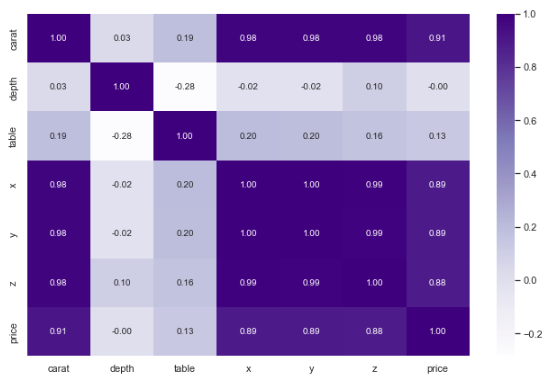 carat 1.00 0.03 0.19 0.98 0.98 0.98 0.91
depth 0.03 1.00 -0.28 -0.02 -0.02 0.10 -0.00
table 0.19 -0.28 1.00 0.20 0.20 0.16 0.13
x 0.98 -0.02 0.20 1.00 1.00 0.99 0.89
y 0.98 -0.02 0.20 1.00 1.00 0.99 0.89
z 0.98 0.10 0.16 0.99 0.99 1.00 0.88
price 0.91 -0.00 0.13 0.89 0.89 0.88 1.00
carat depth table x y z price
1.0
0.8
0.6
0.4
0.2
0.0
-0.2